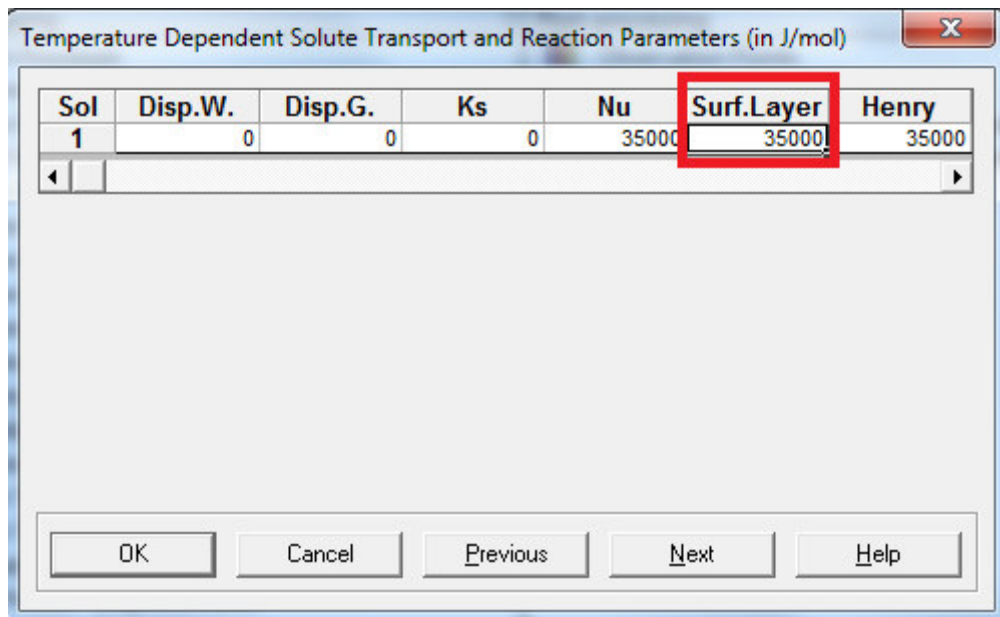 Temperature Dependent Solute Transport and Reaction Parameters (in J/mol)
Sol Disp.W. Disp.G. Ks Nu Surf.Layer Henry
1 0 0 0 35000 35000 35000
OK Cancel Previous Next Help